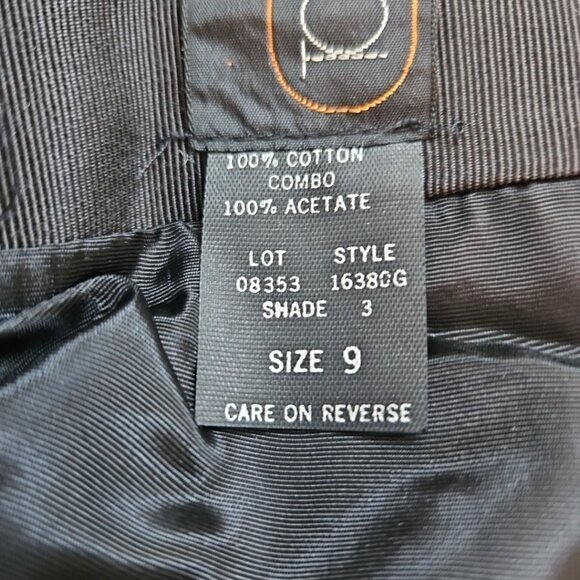 100% COTTON
COMBO
100% ACETATE
LOT STYLE
08353 16380G
SHADE 3
SIZE 9
CARE ON REVERSE